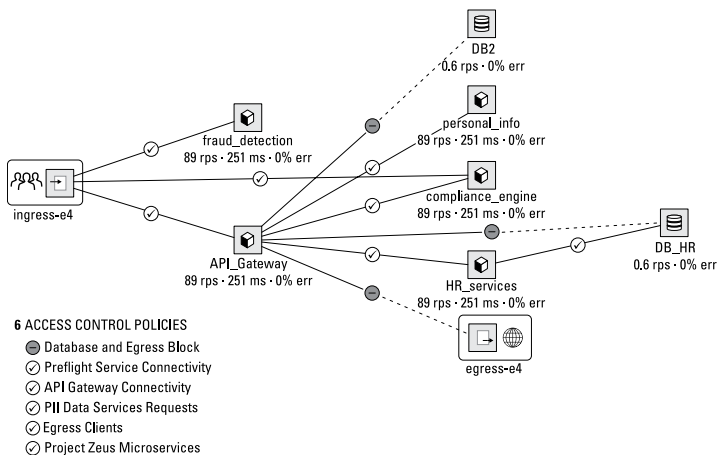 DB2
0.6 rps · 0% err
fraud_detection
89 rps · 251 ms · 0% err
personal_info
89 rps · 251 ms · 0% err
ingress-e4
compliance_engine
89 rps · 251 ms · 0% err
API_Gateway
89 rps · 251 ms · 0% err
HR_services
89 rps · 251 ms · 0% err
DB_HR
0.6 rps · 0% err
egress-e4
6 ACCESS CONTROL POLICIES
Database and Egress Block
Preflight Service Connectivity
API Gateway Connectivity
PII Data Services Requests
Egress Clients
Project Zeus Microservices